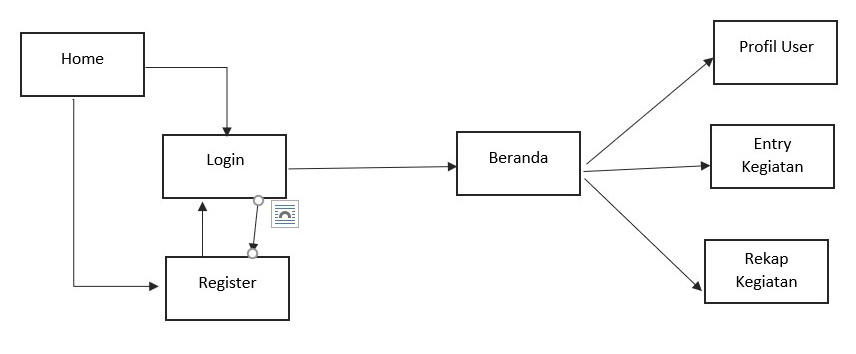 Home
Login
Register
Beranda
Profil User
Entry
Kegiatan
Rekap
Kegiatan